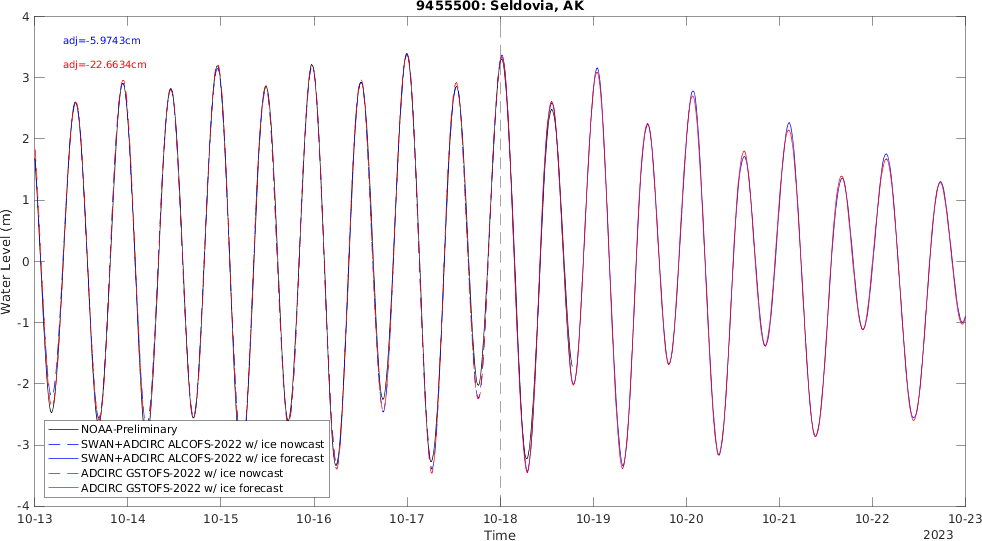 9455500: Seldovia, AK
adj=-5.9743cm
adj=-22.6634cm
Water Level (m)
4
3
2
1
0
-1
-2
-3
-4
NOAA-Preliminary
SWAN+ADCIRC ALCOFS-2022 w/ ice nowcast
SWAN+ADCIRC ALCOFS-2022 w/ ice forecast
ADCIRC GSTOFS-2022 w/ ice nowcast
ADCIRC GSTOFS-2022 w/ ice forecast
10-13 10-14 10-15 10-16 10-17 10-18 10-19 10-20 10-21 10-22 10-23
Time
2023